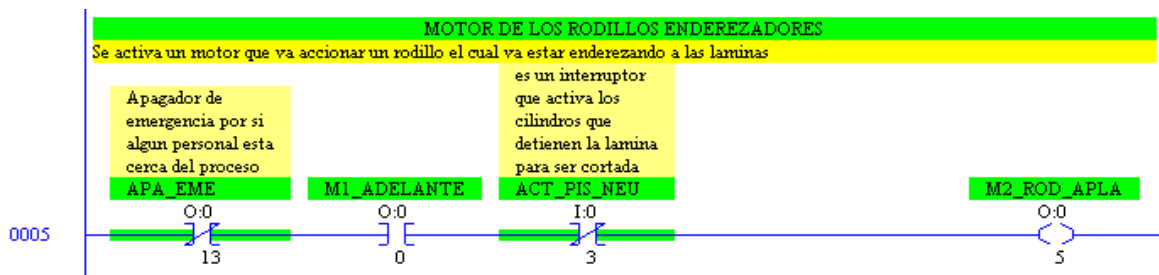 MOTOR DE LOS RODILLOS ENDEREZADORES
Se activa un motor que va accionar un rodillo el cual va estar enderezando a las laminas
Apagador de
emergencia por si
algun personal esta
cerca del proceso
APA_EME
O:0
13
M1_ADELANTE
O:0
0
es un interruptor
que activa los
cilindros que
detienen la lamina
para ser cortada
ACT_PIS_NEU
I:0
3
M2_ROD_APLA
O:0
5
0005